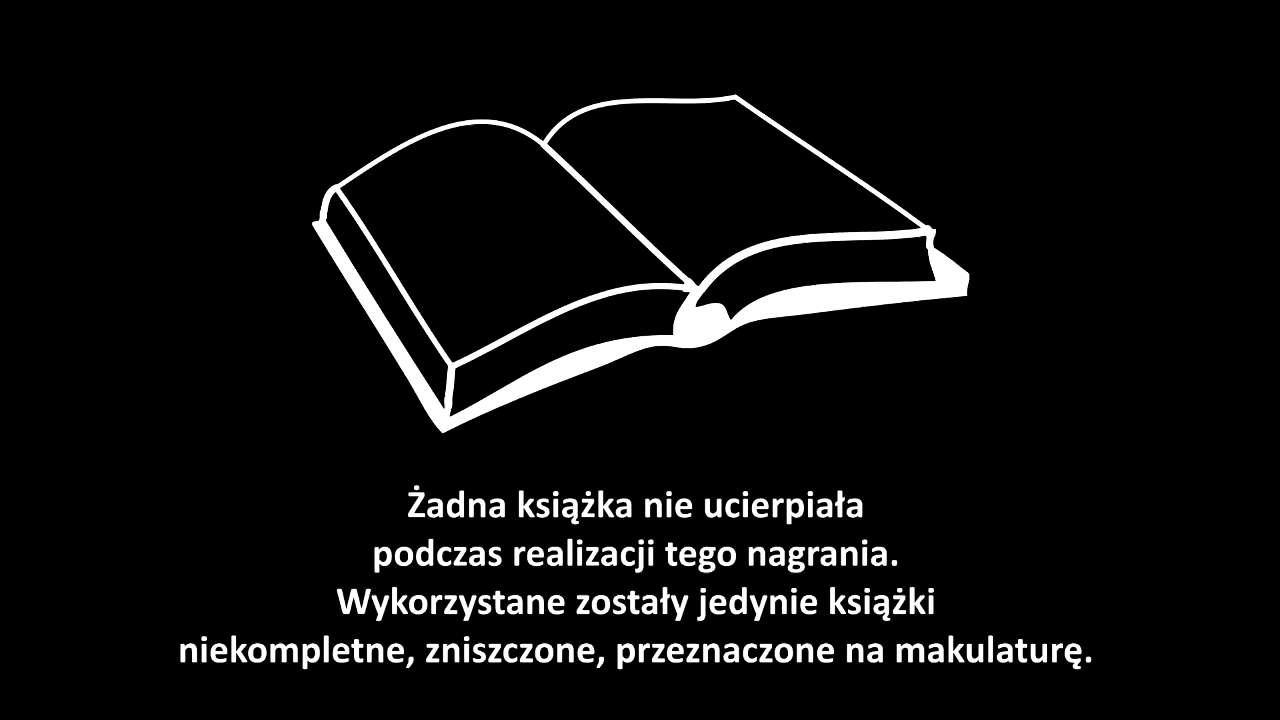 Żadna książka nie ucierpiała
podczas realizacji tego nagrania.
Wykorzystane zostały jedynie książki
niekompletne, zniszczone, przeznaczone na makulaturę.